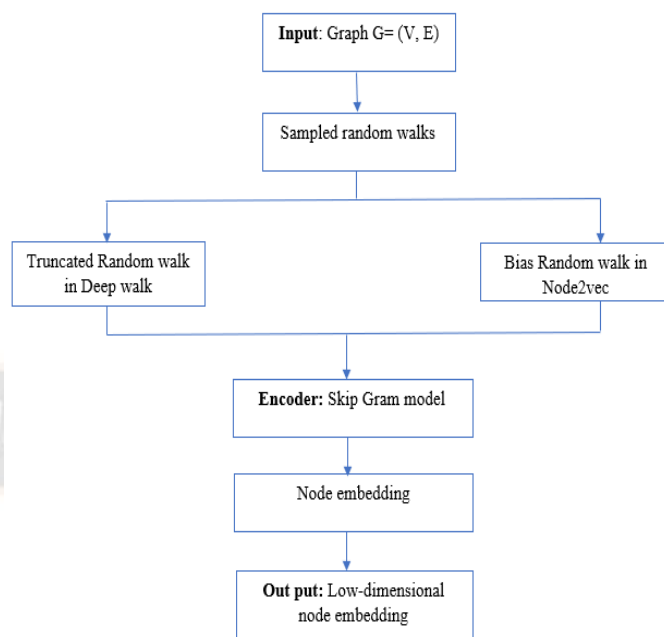 Input: Graph G= (V, E)
Sampled random walks
Truncated Random walk
in Deep walk
Bias Random walk in
Node2vec
Encoder: Skip Gram model
Node embedding
Out put: Low-dimensional
node embedding